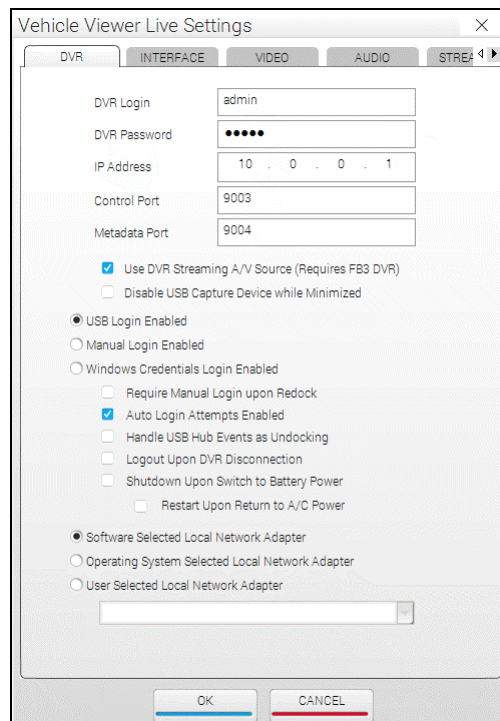 Vehicle Viewer Live Settings
DVR INTERFACE VIDEO AUDIO STREA
DVR Login admin
DVR Password •••••
IP Address 10 . 0 . 0 . 1
Control Port 9003
Metadata Port 9004
Use DVR Streaming A/V Source (Requires FB3 DVR)
Disable USB Capture Device while Minimized
USB Login Enabled
Manual Login Enabled
Windows Credentials Login Enabled
Require Manual Login upon Redock
Auto Login Attempts Enabled
Handle USB Hub Events as Undocking
Logout Upon DVR Disconnection
Shutdown Upon Switch to Battery Power
Restart Upon Return to A/C Power
Software Selected Local Network Adapter
Operating System Selected Local Network Adapter
User Selected Local Network Adapter
OK CANCEL